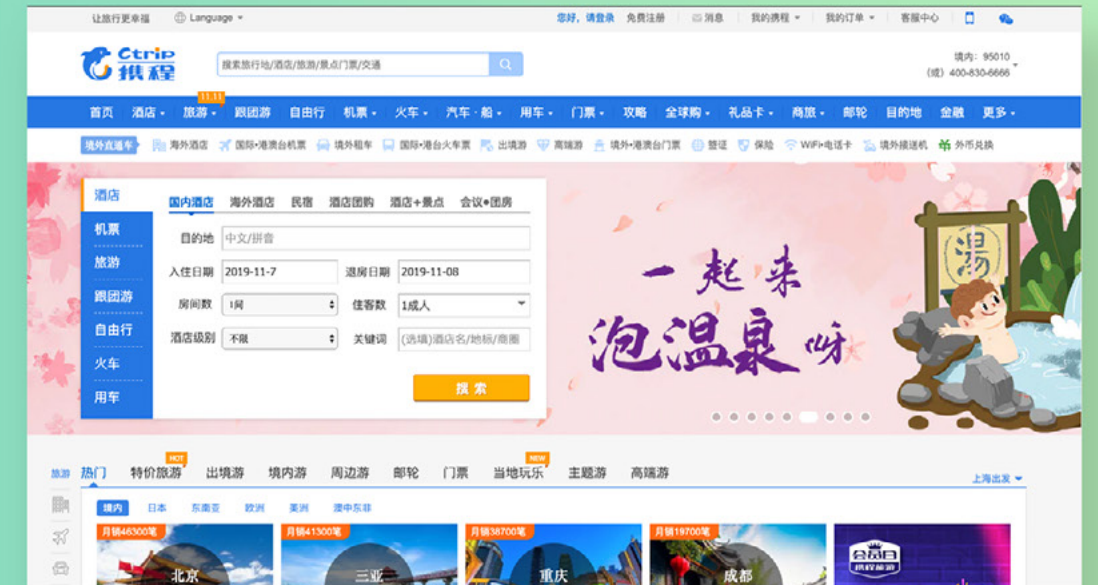 让旅行更幸福 Language 您好，请登录 免费注册 消息 我的携程 我的订单 客服中心
Ctrip
携程
搜索旅行地/酒店/旅游/景点门票/交通
境内：95010
(或) 400-830-6666
11.11
首页 酒店 旅游 跟团游 自由行 机票 火车 汽车·船 用车 门票 攻略 全球购 礼品卡 商旅 邮轮 目的地 金融 更多
境外直通车 海外酒店 国际•港澳台机票 境外租车 国际•港台火车票 出境游 高端游 境外•港澳台门票 签证 保险 WiFi•电话卡 境外接送机 外币兑换
酒店
机票
旅游
跟团游
自由行
火车
用车
国内酒店 海外酒店 民宿 酒店团购 酒店+景点 会议•团房
目的地 中文/拼音
入住日期 2019-11-7 退房日期 2019-11-08
房间数 1间 住客数 1成人
酒店级别 不限 关键词 (选填)酒店名/地标/商圈
搜索
一起来
泡温泉呀
湯
HOT NEW
旅游 热门 特价旅游 出境游 境内游 周边游 邮轮 门票 当地玩乐 主题游 高端游 上海出发
境内 日本 东南亚 欧洲 美洲 澳中东非
月销46300笔 月销41300笔 月销38700笔 月销19700笔
北京 三亚 重庆 成都
会员日
携程旅游